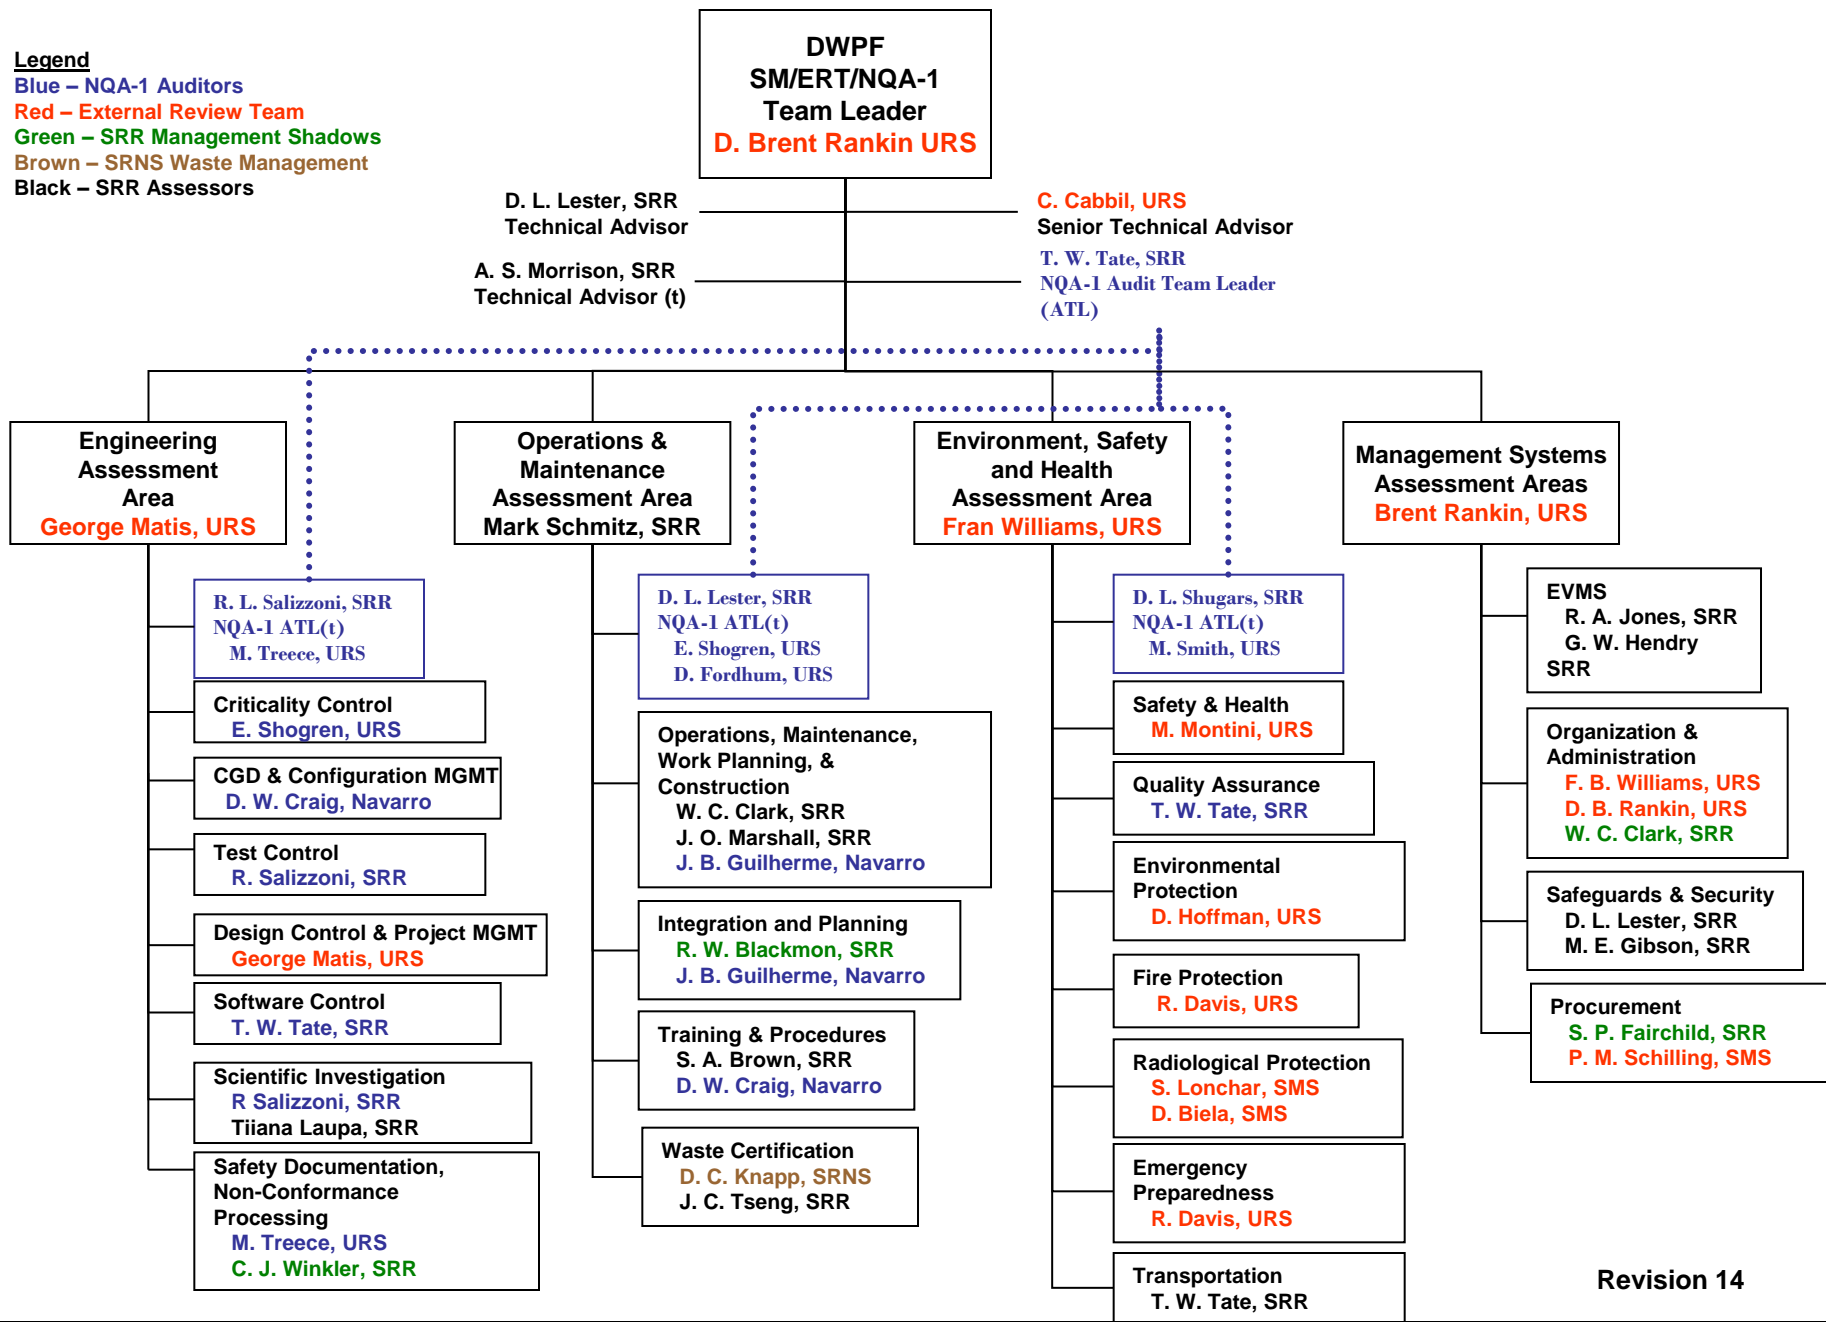 Legend
Blue – NQA-1 Auditors
Red – External Review Team
Green – SRR Management Shadows
Brown – SRNS Waste Management
Black – SRR Assessors
DWPF
SM/ERT/NQA-1
Team Leader
D. Brent Rankin URS
D. L. Lester, SRR
Technical Advisor
C. Cabbil, URS
Senior Technical Advisor
A. S. Morrison, SRR
Technical Advisor (t)
T. W. Tate, SRR
NQA-1 Audit Team Leader
(ATL)
Engineering
Assessment
Area
George Matis, URS
R. L. Salizzoni, SRR
NQA-1 ATL(t)
M. Treece, URS
Criticality Control
E. Shogren, URS
CGD & Configuration MGMT
D. W. Craig, Navarro
Test Control
R. Salizzoni, SRR
Design Control & Project MGMT
George Matis, URS
Software Control
T. W. Tate, SRR
Scientific Investigation
R Salizzoni, SRR
Tiiana Laupa, SRR
Safety Documentation,
Non-Conformance
Processing
M. Treece, URS
C. J. Winkler, SRR
Operations &
Maintenance
Assessment Area
Mark Schmitz, SRR
D. L. Lester, SRR
NQA-1 ATL(t)
E. Shogren, URS
D. Fordhum, URS
Operations, Maintenance,
Work Planning, &
Construction
W. C. Clark, SRR
J. O. Marshall, SRR
J. B. Guilherme, Navarro
Integration and Planning
R. W. Blackmon, SRR
J. B. Guilherme, Navarro
Training & Procedures
S. A. Brown, SRR
D. W. Craig, Navarro
Waste Certification
D. C. Knapp, SRNS
J. C. Tseng, SRR
Environment, Safety
and Health
Assessment Area
Fran Williams, URS
D. L. Shugars, SRR
NQA-1 ATL(t)
M. Smith, URS
Safety & Health
M. Montini, URS
Quality Assurance
T. W. Tate, SRR
Environmental
Protection
D. Hoffman, URS
Fire Protection
R. Davis, URS
Radiological Protection
S. Lonchar, SMS
D. Biela, SMS
Emergency
Preparedness
R. Davis, URS
Transportation
T. W. Tate, SRR
Management Systems
Assessment Areas
Brent Rankin, URS
EVMS
R. A. Jones, SRR
G. W. Hendry
SRR
Organization &
Administration
F. B. Williams, URS
D. B. Rankin, URS
W. C. Clark, SRR
Safeguards & Security
D. L. Lester, SRR
M. E. Gibson, SRR
Procurement
S. P. Fairchild, SRR
P. M. Schilling, SMS
Revision 14